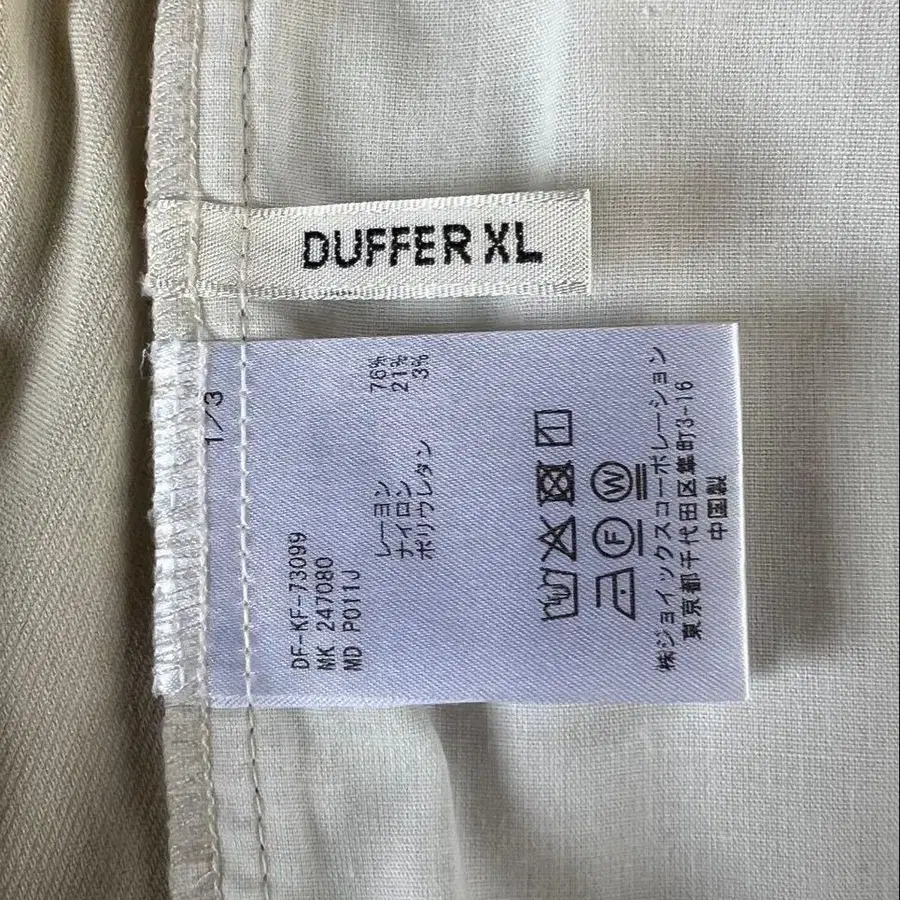 DUFFER XL
1/3
DF-KF-73099
MK 247080
MD P011J
レーヨン 76%
ナイロン 21%
ポリウレタン 3%
F W
㈱ジョイックスコーポレーション
東京都千代田区麹町3-16
中国製